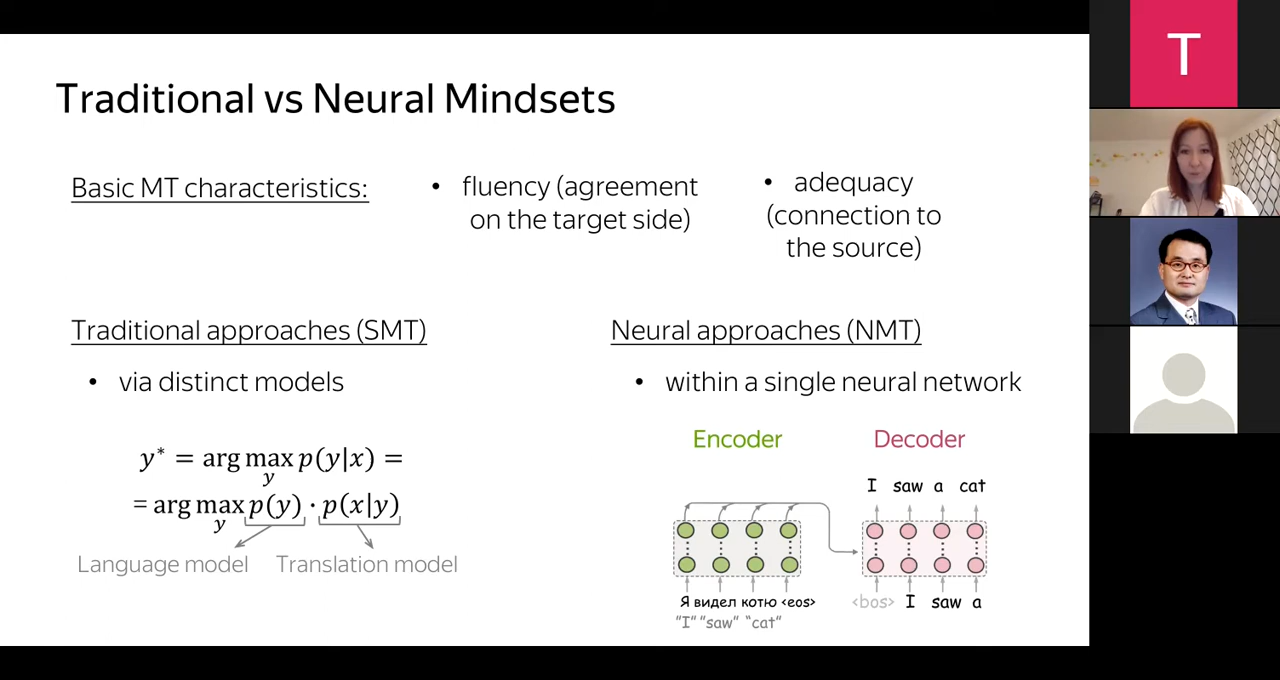 Traditional vs Neural Mindsets
Basic MT characteristics:
• fluency (agreement
on the target side)
• adequacy
(connection to
the source)
Traditional approaches (SMT)
• via distinct models
y* = arg max p(y|x) =
y
= arg max p(y) · p(x|y)
y
Language model
Translation model
Neural approaches (NMT)
• within a single neural network
Encoder
Decoder
I saw a cat
Я видел котю <eos>
"I" "saw" "cat"
<bos> I saw a
T